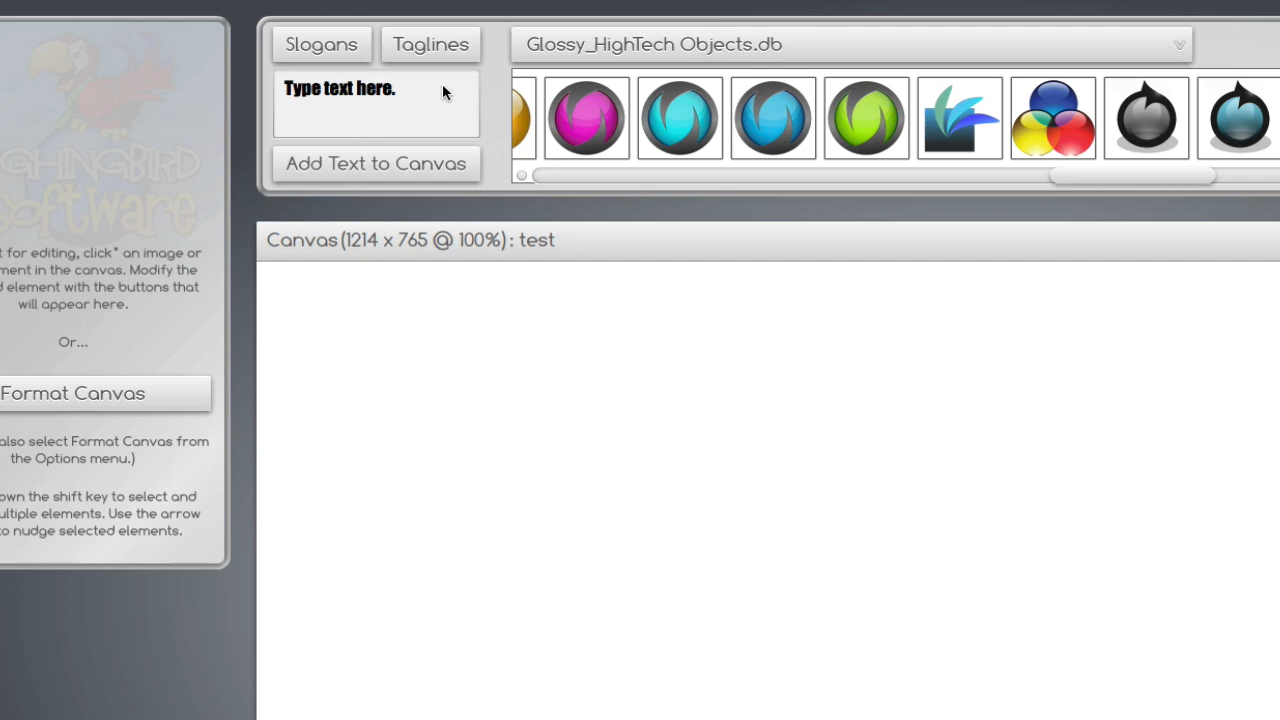 Slogans
Taglines
Glossy_HighTech Objects.db
Type text here.
Add Text to Canvas
Canvas(1214 x 765 @ 100%) : test
GHINGBIRD
software
for editing, click* an image or
in the canvas. Modify the
element with the buttons that
will appear here.
Or...
Format Canvas
also select Format Canvas from
the Options menu.)
the shift key to select and
elements. Use the arrow
to nudge selected elements.